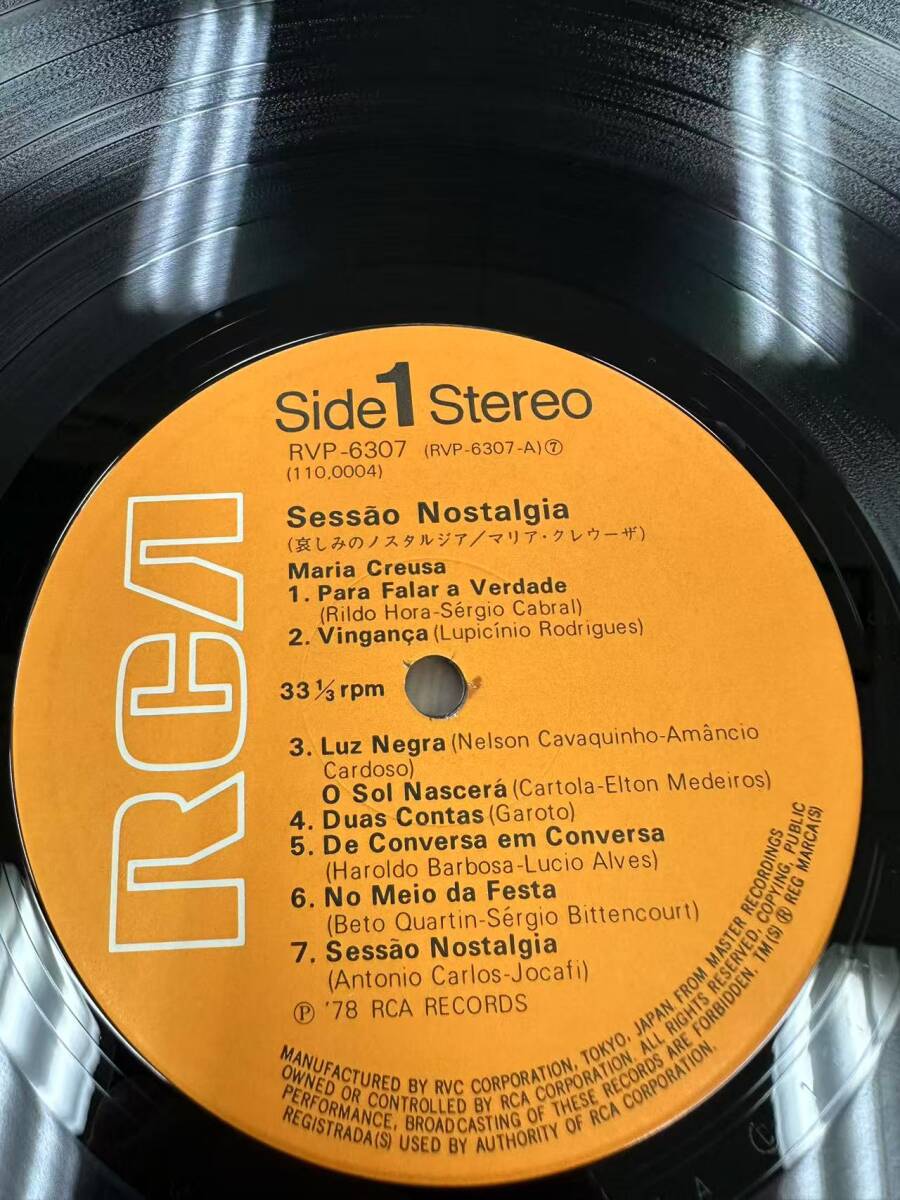 RCA
Side 1 Stereo
RVP-6307 (RVP-6307-A)⑦
(110,0004)
Sessão Nostalgia
(哀しみのノスタルジア/マリア・クレウーザ)
Maria Creusa
1. Para Falar a Verdade
(Rildo Hora-Sérgio Cabral)
2. Vingança (Lupicínio Rodrigues)
33 1/3 rpm
3. Luz Negra (Nelson Cavaquinho-Amâncio
Cardoso)
O Sol Nascerá (Cartola-Elton Medeiros)
4. Duas Contas (Garoto)
5. De Conversa em Conversa
(Haroldo Barbosa-Lucio Alves)
6. No Meio da Festa
(Beto Quartin-Sérgio Bittencourt)
7. Sessão Nostalgia
(Antonio Carlos-Jocafi)
Ⓟ '78 RCA RECORDS
MANUFACTURED BY RVC CORPORATION, TOKYO, JAPAN FROM MASTER RECORDINGS
OWNED OR CONTROLLED BY RCA CORPORATION. ALL RIGHTS RESERVED, COPYING, PUBLIC
PERFORMANCE, BROADCASTING OF THESE RECORDS ARE FORBIDDEN. TM(S) ® REG MARCA(S)
REGISTRADA(S) USED BY AUTHORITY OF RCA CORPORATION.